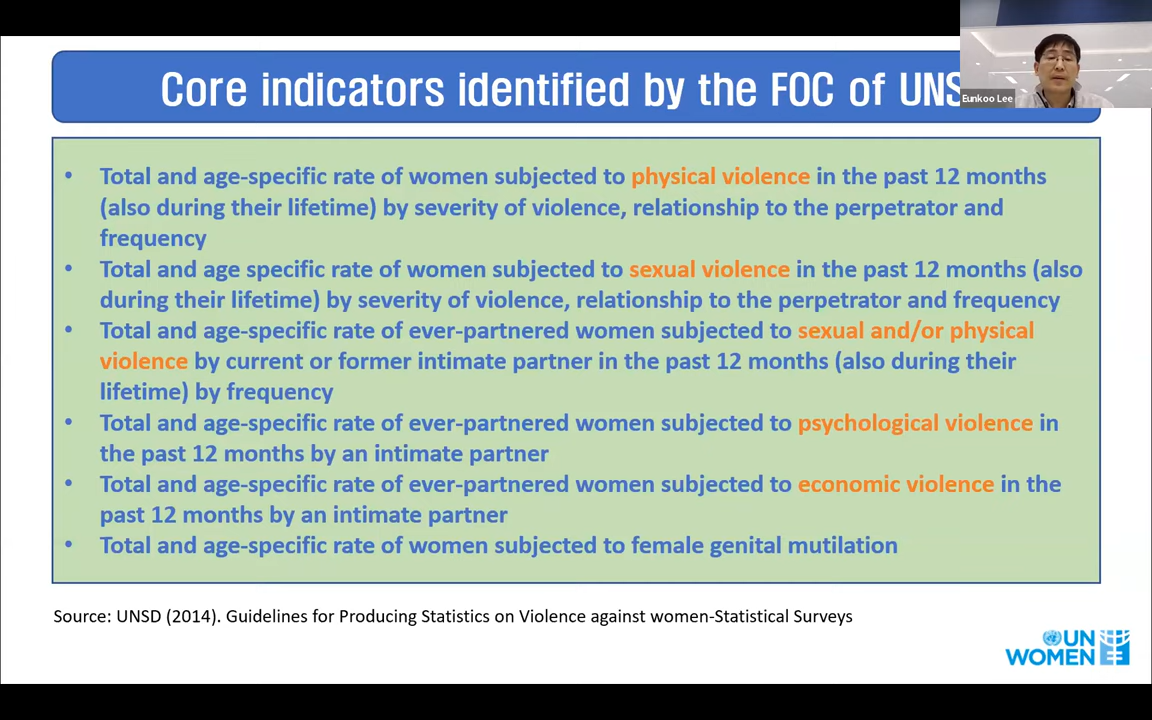 Core indicators identified by the FOC of UNS
Eunkoo Lee
• Total and age-specific rate of women subjected to physical violence in the past 12 months
(also during their lifetime) by severity of violence, relationship to the perpetrator and
frequency
• Total and age specific rate of women subjected to sexual violence in the past 12 months (also
during their lifetime) by severity of violence, relationship to the perpetrator and frequency
• Total and age-specific rate of ever-partnered women subjected to sexual and/or physical
violence by current or former intimate partner in the past 12 months (also during their
lifetime) by frequency
• Total and age-specific rate of ever-partnered women subjected to psychological violence in
the past 12 months by an intimate partner
• Total and age-specific rate of ever-partnered women subjected to economic violence in the
past 12 months by an intimate partner
• Total and age-specific rate of women subjected to female genital mutilation
Source: UNSD (2014). Guidelines for Producing Statistics on Violence against women-Statistical Surveys
UN
WOMEN